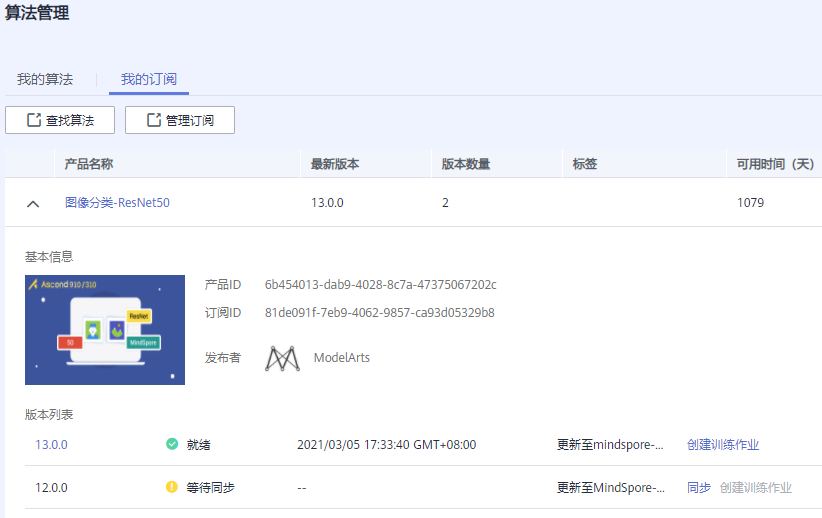 算法管理
我的算法 我的订阅
查找算法 管理订阅
产品名称 最新版本 版本数量 标签 可用时间（天）
图像分类-ResNet50 13.0.0 2 1079
基本信息
Ascend 910/310
ResNet
50 MindSpore
产品ID 6b454013-dab9-4028-8c7a-47375067202c
订阅ID 81de091f-7eb9-4062-9857-ca93d05329b8
发布者 ModelArts
版本列表
13.0.0 就绪 2021/03/05 17:33:40 GMT+08:00 更新至mindspore-... 创建训练作业
12.0.0 等待同步 -- 更新至MindSpore-... 同步 创建训练作业